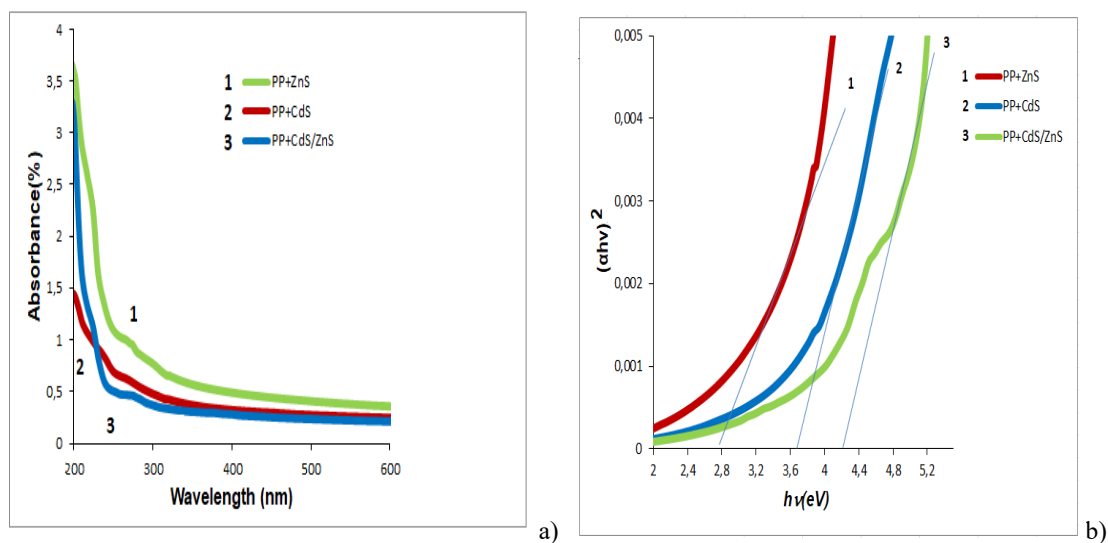 4
3,5
3
2,5
2
1,5
1
0,5
0
Absorbance(%)
1 PP+ZnS
2 PP+CdS
3 PP+CdS/ZnS
1
2
3
200 300 400 500 600
Wavelength (nm)
a)
0,005
0,004
0,003
0,002
0,001
0
(αhν)²
3
2
1
1 PP+ZnS
2 PP+CdS
3 PP+CdS/ZnS
2 2,4 2,8 3,2 3,6 4 4,4 4,8 5,2
hν(eV)
b)